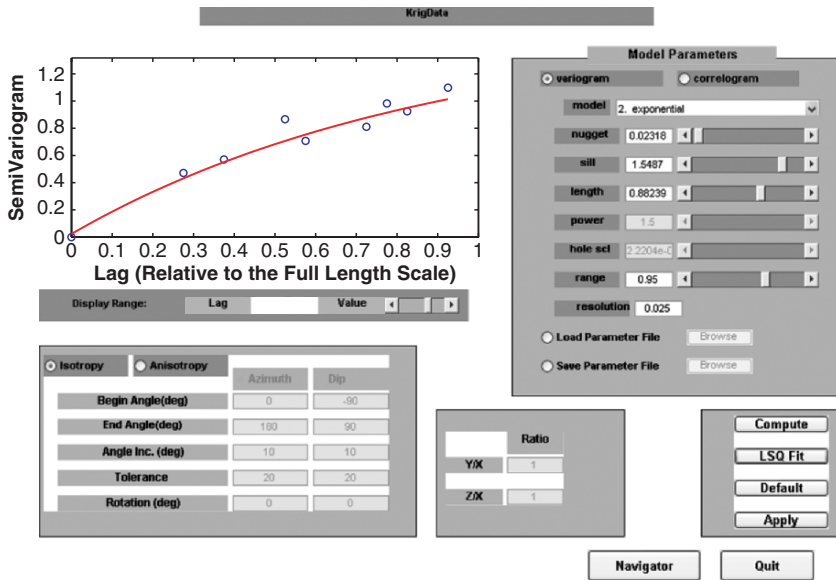 KrigData
SemiVariogram
1.2
1
0.8
0.6
0.4
0.2
0
0 0.1 0.2 0.3 0.4 0.5 0.6 0.7 0.8 0.9 1
Lag (Relative to the Full Length Scale)
Display Range: Lag Value
Model Parameters
variogram correlogram
model 2. exponential
nugget 0.02318
sill 1.5487
length 0.88239
power 1.5
hole scl 2.2204e-0
range 0.95
resolution 0.025
Load Parameter File Browse
Save Parameter File Browse
Isotropy Anisotropy
Azimuth Dip
Begin Angle(deg) 0 -90
End Angle(deg) 180 90
Angle Inc. (deg) 10 10
Tolerance 20 20
Rotation (deg) 0 0
Ratio
Y/X 1
Z/X 1
Compute
LSQ Fit
Default
Apply
Navigator Quit